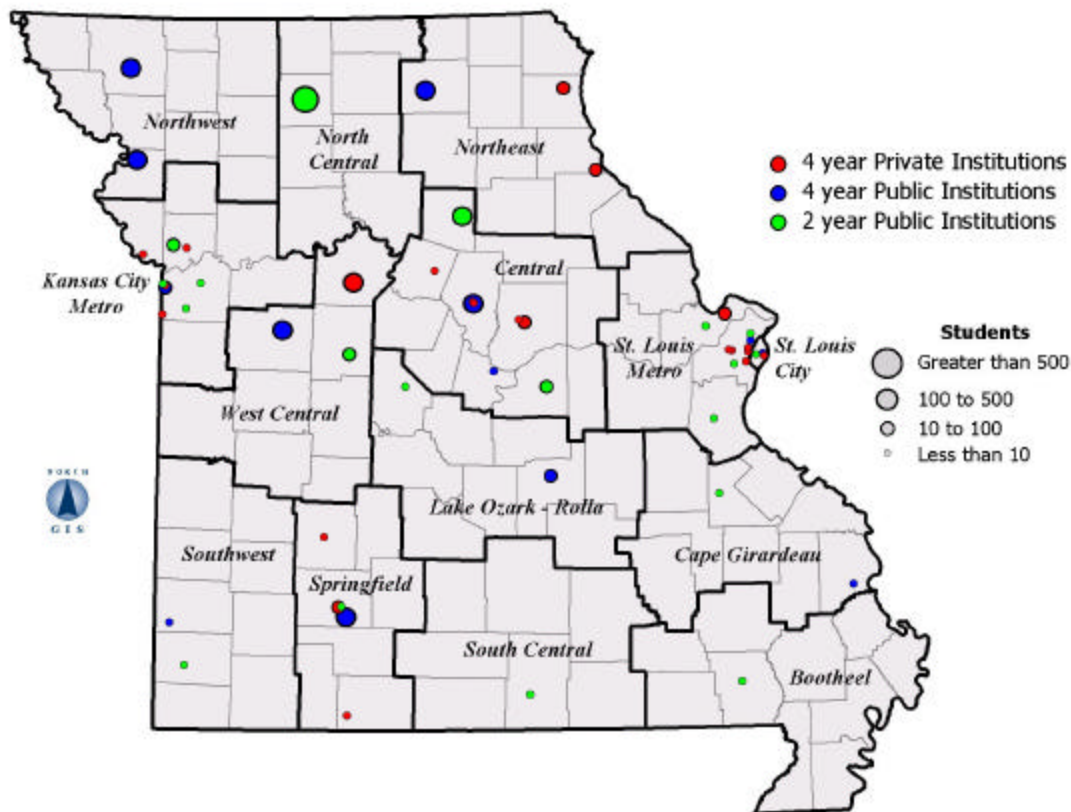 Northwest
North
Central
Northeast
4 year Private Institutions
4 year Public Institutions
2 year Public Institutions
Kansas City
Metro
Central
St. Louis
Metro
St. Louis
City
Students
Greater than 500
100 to 500
10 to 100
Less than 10
West Central
GIS
Lake Ozark - Rolla
Southwest
Springfield
Cape Girardeau
South Central
Bootheel